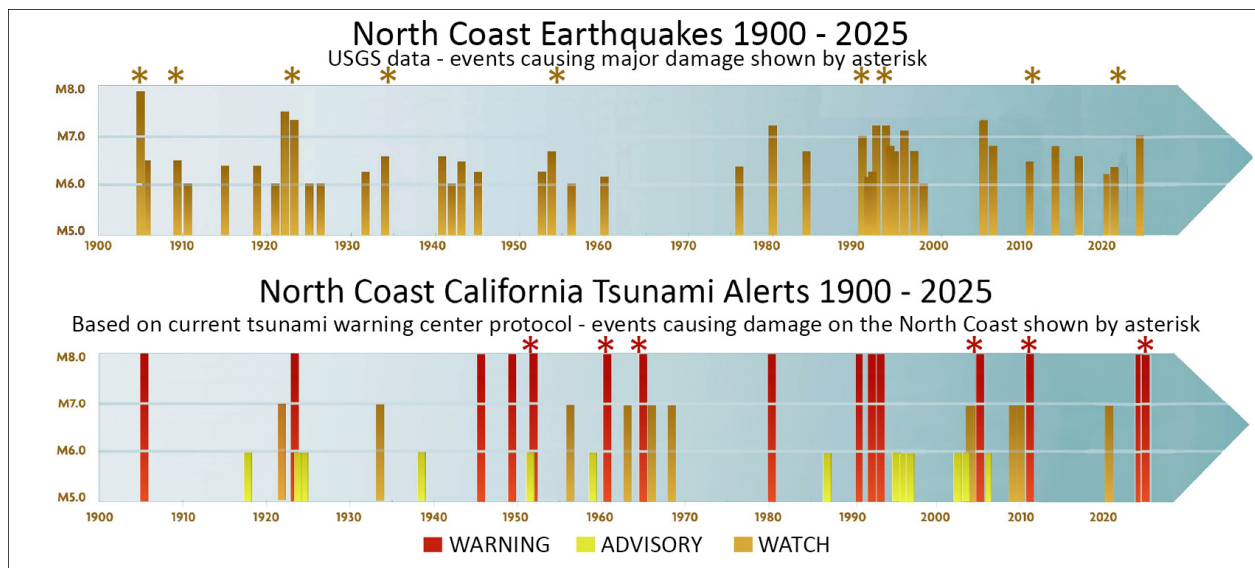 North Coast Earthquakes 1900 - 2025
USGS data - events causing major damage shown by asterisk
* * * * * * * * *
M8.0
M7.0
M6.0
M5.0
1900 1910 1920 1930 1940 1950 1960 1970 1980 1990 2000 2010 2020
North Coast California Tsunami Alerts 1900 - 2025
Based on current tsunami warning center protocol - events causing damage on the North Coast shown by asterisk
* * * * * *
M8.0
M7.0
M6.0
M5.0
1900 1910 1920 1930 1940 1950 1960 1970 1980 1990 2000 2010 2020
WARNING ADVISORY WATCH